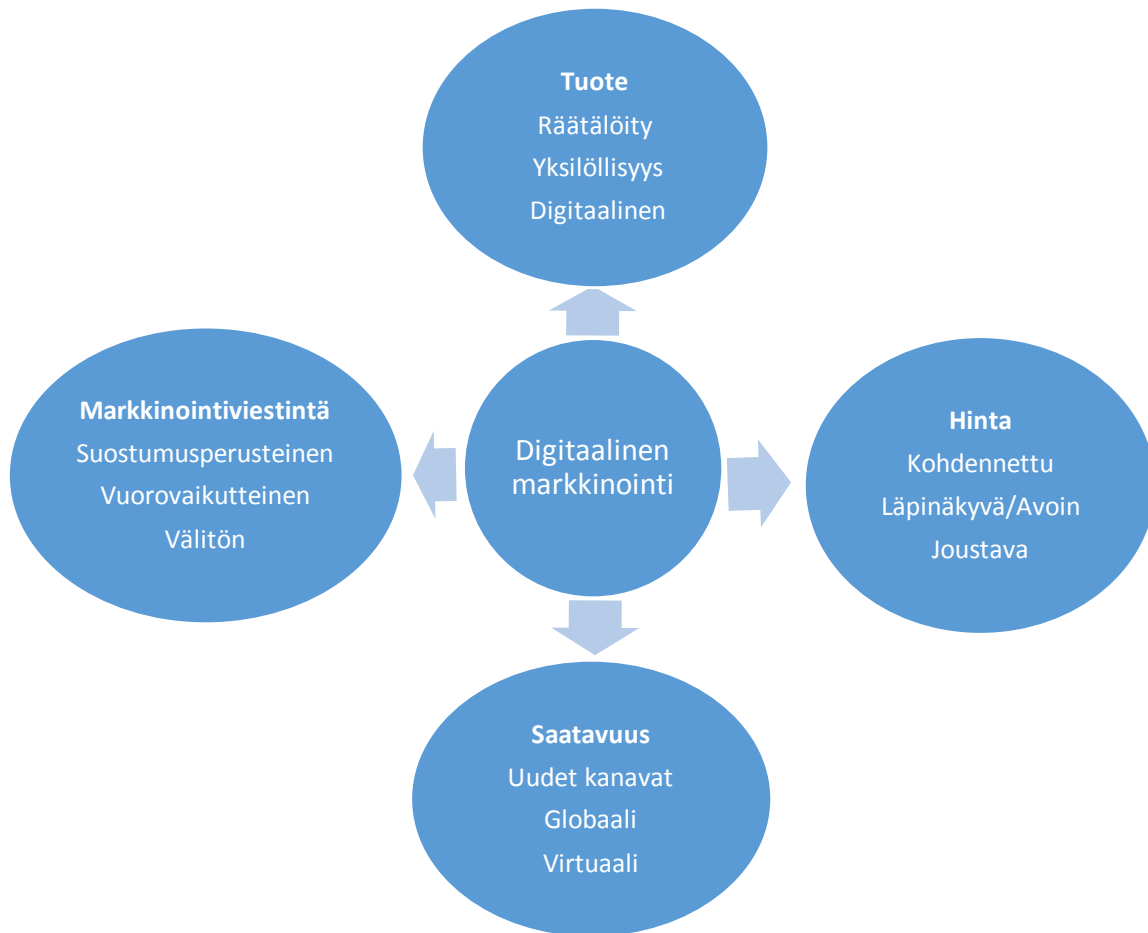 Tuote
Räätälöity
Yksilöllisyys
Digitaalinen
Markkinointiviestintä
Suostumusperusteinen
Vuorovaikutteinen
Välitön
Digitaalinen
markkinointi
Hinta
Kohdennettu
Läpinäkyvä/Avoin
Joustava
Saatavuus
Uudet kanavat
Globaali
Virtuaali